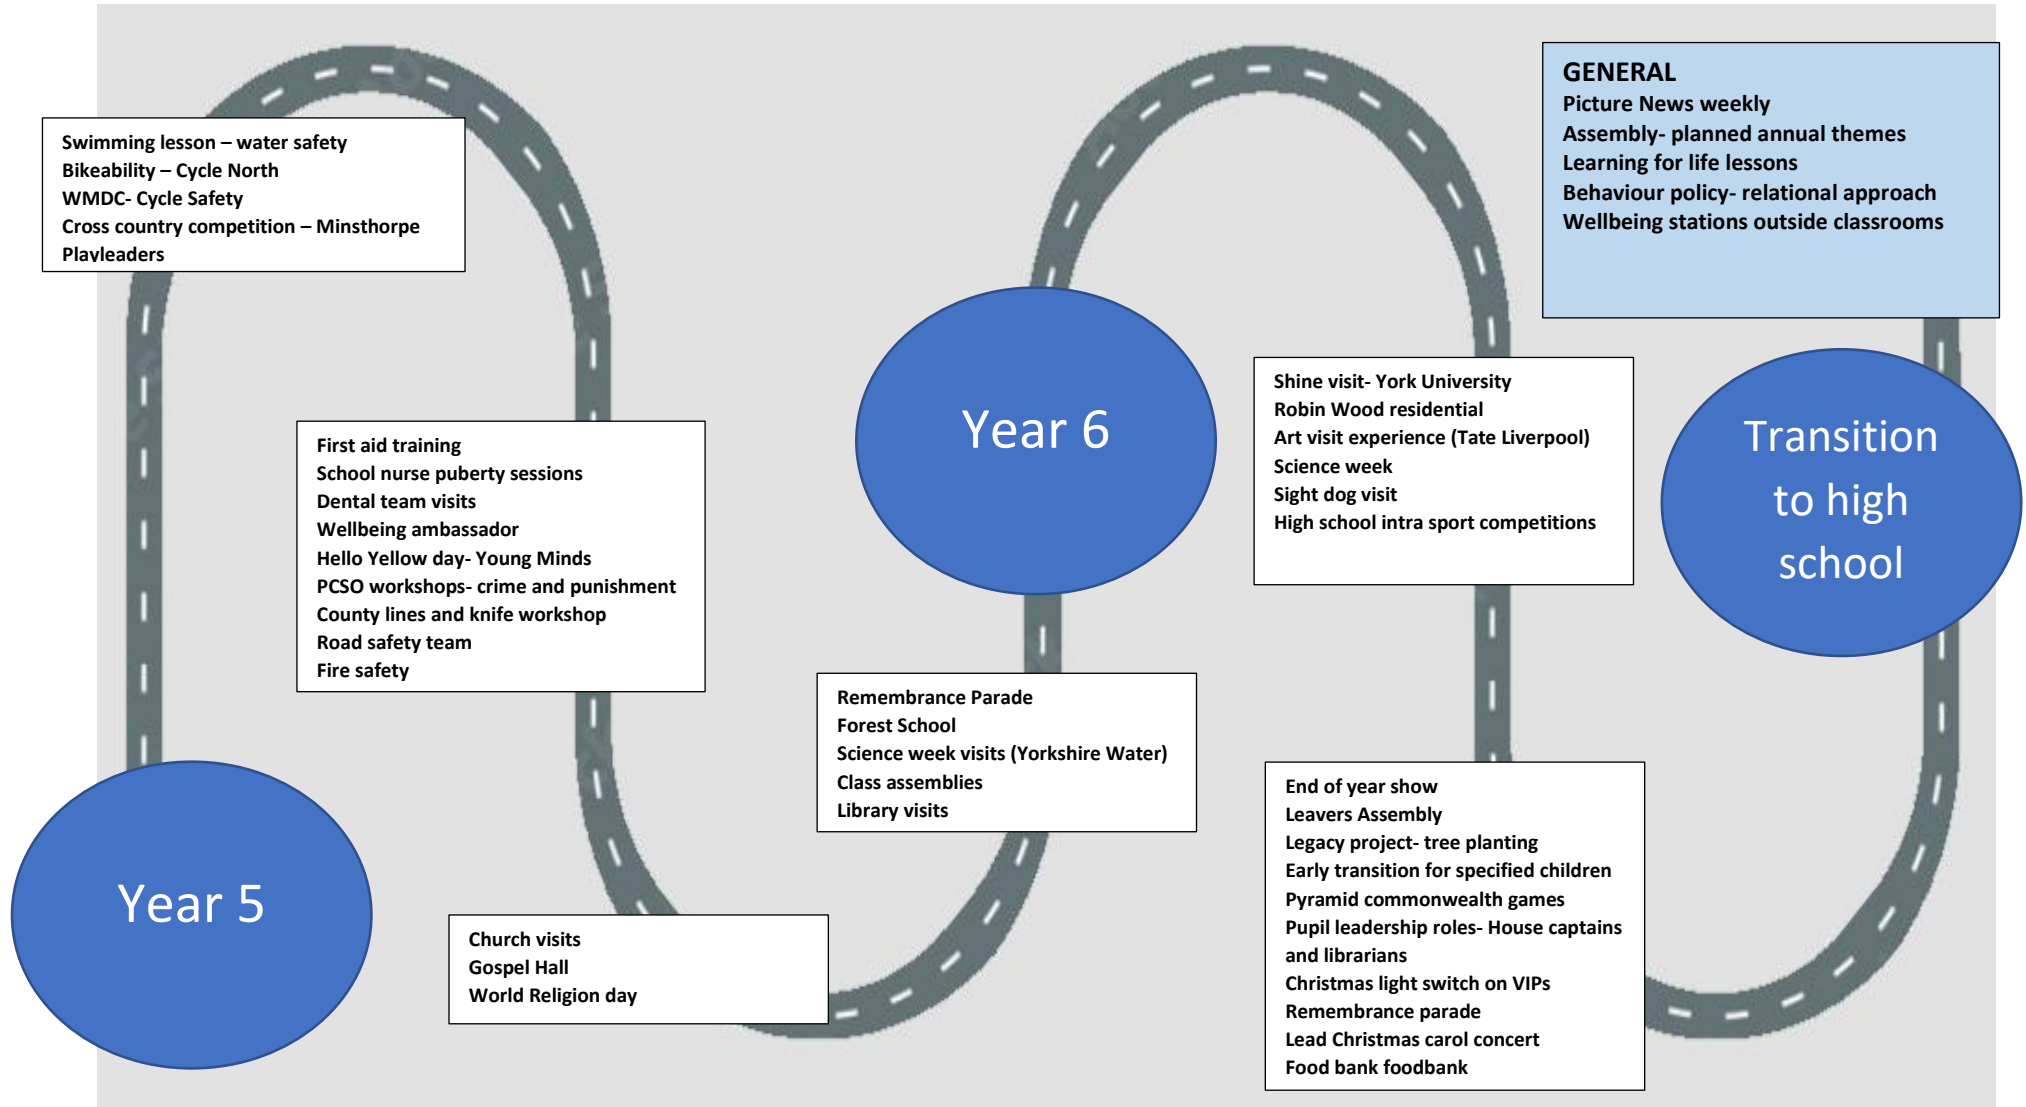 Swimming lesson – water safety
Bikeability – Cycle North
WMDC- Cycle Safety
Cross country competition – Minsthorpe
Playleaders
First aid training
School nurse puberty sessions
Dental team visits
Wellbeing ambassador
Hello Yellow day- Young Minds
PCSO workshops- crime and punishment
County lines and knife workshop
Road safety team
Fire safety
Year 5
Church visits
Gospel Hall
World Religion day
Year 6
Remembrance Parade
Forest School
Science week visits (Yorkshire Water)
Class assemblies
Library visits
Shine visit- York University
Robin Wood residential
Art visit experience (Tate Liverpool)
Science week
Sight dog visit
High school intra sport competitions
End of year show
Leavers Assembly
Legacy project- tree planting
Early transition for specified children
Pyramid commonwealth games
Pupil leadership roles- House captains
and librarians
Christmas light switch on VIPs
Remembrance parade
Lead Christmas carol concert
Food bank foodbank
GENERAL
Picture News weekly
Assembly- planned annual themes
Learning for life lessons
Behaviour policy- relational approach
Wellbeing stations outside classrooms
Transition
to high
school